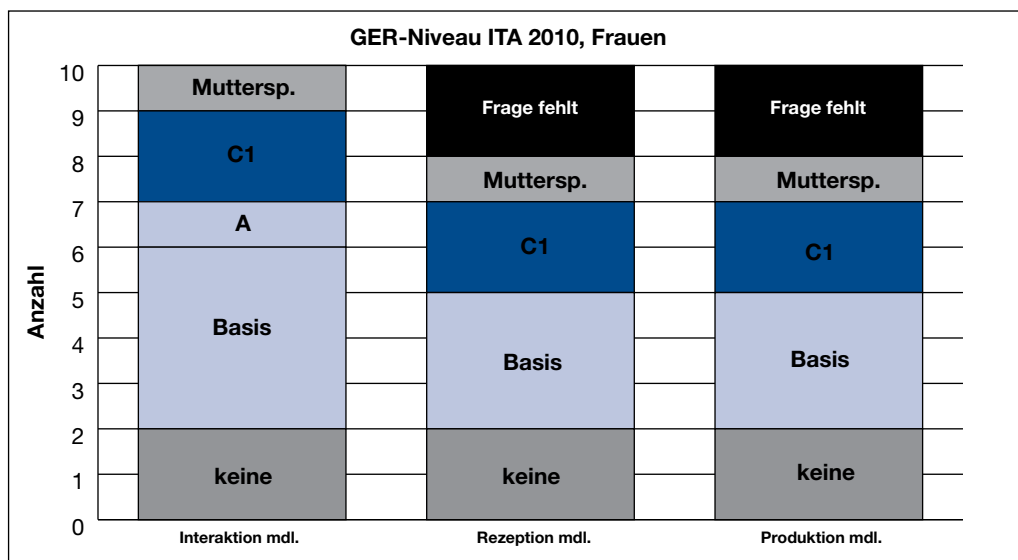 GER-Niveau ITA 2010, Frauen
Anzahl
10
9
8
7
6
5
4
3
2
1
0
Muttersp.
C1
A
Basis
keine
Frage fehlt
Muttersp.
C1
Basis
keine
Frage fehlt
Muttersp.
C1
Basis
keine
Interaktion mdl.
Rezeption mdl.
Produktion mdl.